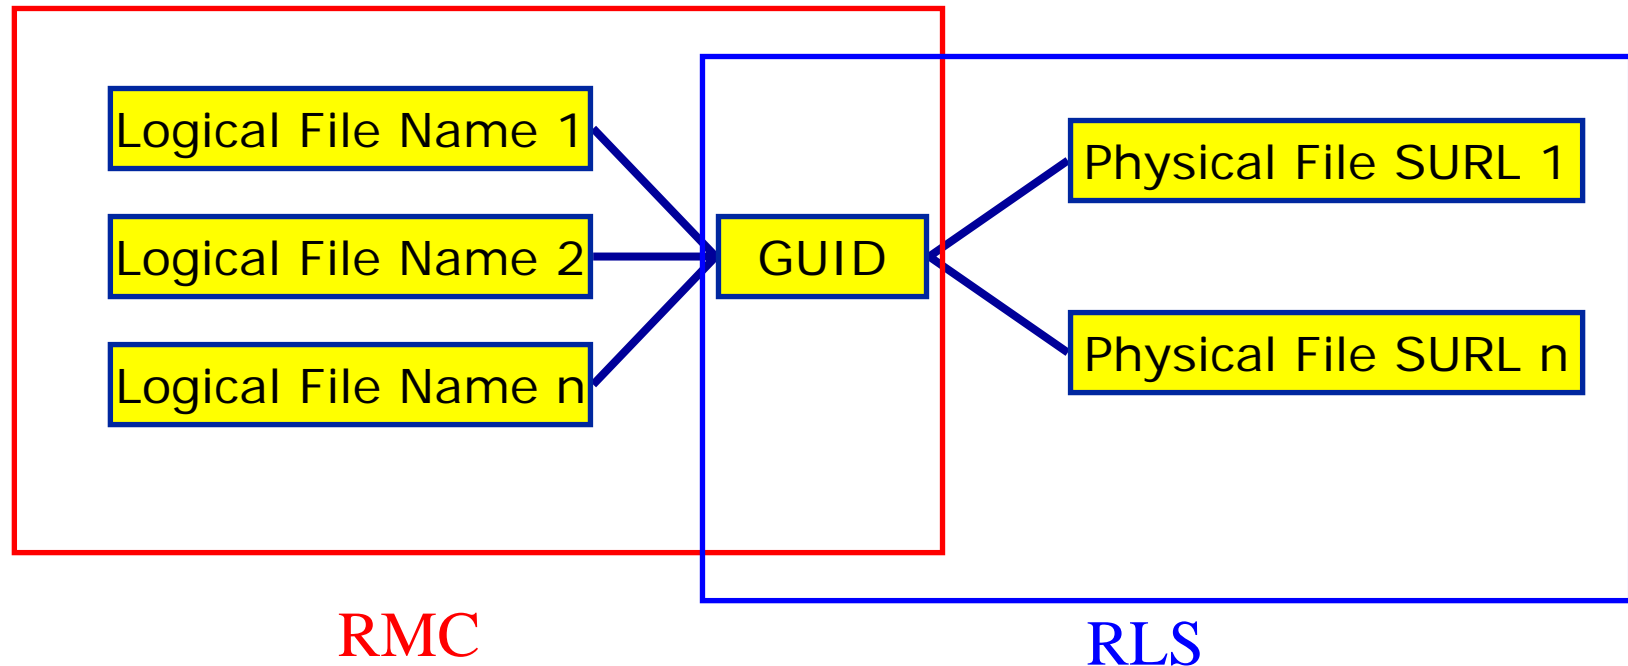 Logical File Name 1
Logical File Name 2
Logical File Name n
GUID
Physical File SURL 1
Physical File SURL n
RMC
RLS